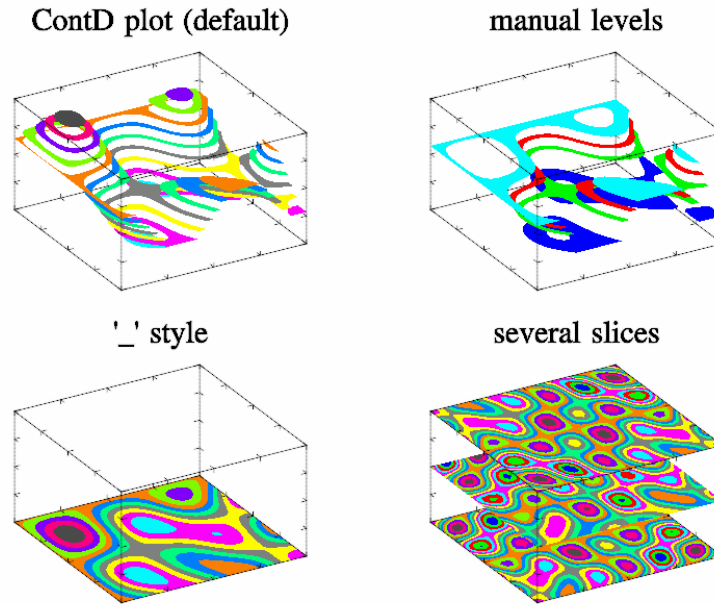 ContD plot (default)
manual levels
'_' style
several slices